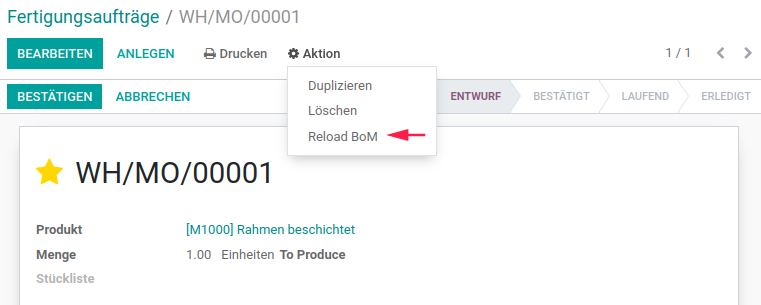 Fertigungsaufträge / WH/MO/00001
BEARBEITEN ANLEGEN Drucken Aktion 1 / 1
Duplizieren
Löschen
Reload BoM
BESTÄTIGEN ABBRECHEN ENTWURF BESTÄTIGT LAUFEND ERLEDIGT
WH/MO/00001
Produkt [M1000] Rahmen beschichtet
Menge 1.00 Einheiten To Produce
Stückliste